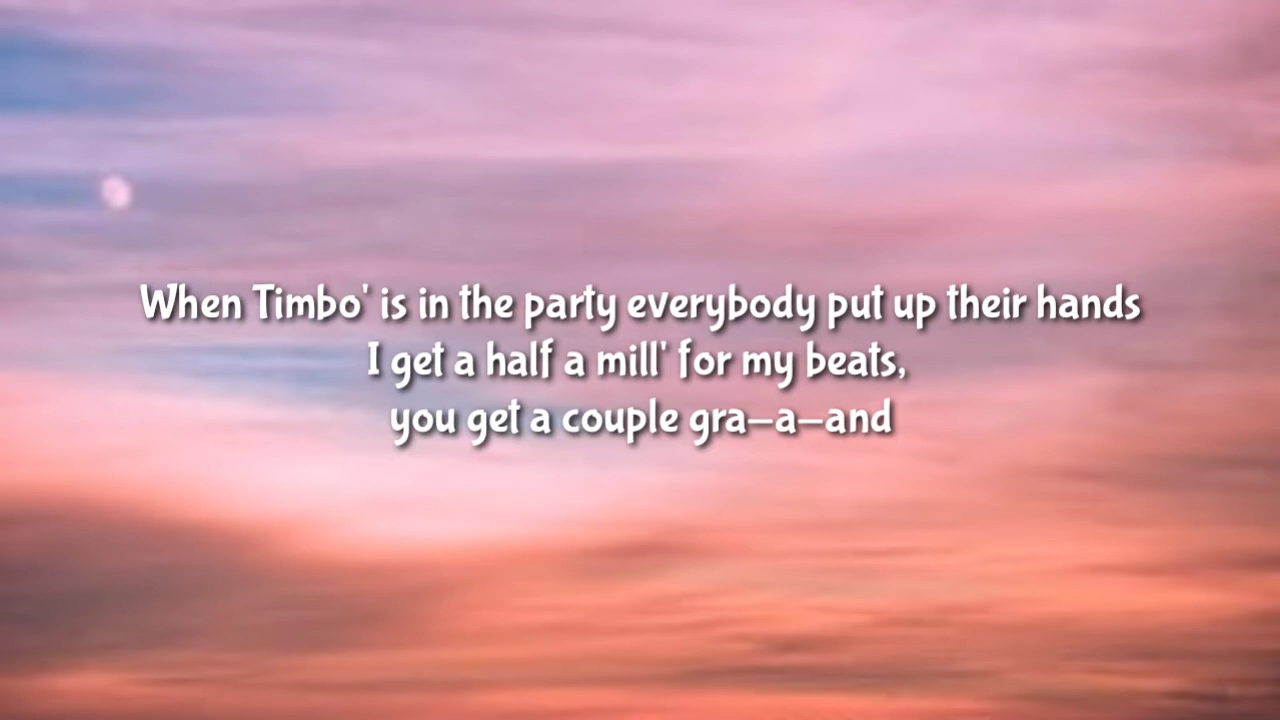 When Timbo' is in the party everybody put up their hands
I get a half a mill' for my beats,
you get a couple gra-a-and